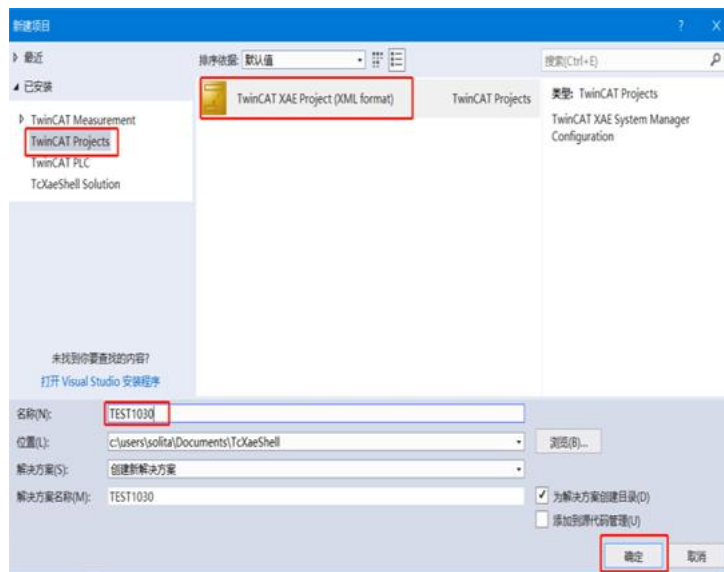 新建项目
? X
最近
排序依据: 默认值
搜索(Ctrl+E)
已安装
TwinCAT Measurement
TwinCAT Projects
TwinCAT PLC
TcXaeShell Solution
TwinCAT XAE Project (XML format) TwinCAT Projects
类型: TwinCAT Projects
TwinCAT XAE System Manager
Configuration
未找到你要查找的内容?
打开 Visual Studio 安装程序
名称(N): TEST1030
位置(L): c:\users\solita\Documents\TcXaeShell 浏览(B)...
解决方案(S): 创建新解决方案
解决方案名称(M): TEST1030
为解决方案创建目录(D)
添加到源代码管理(U)
确定 取消